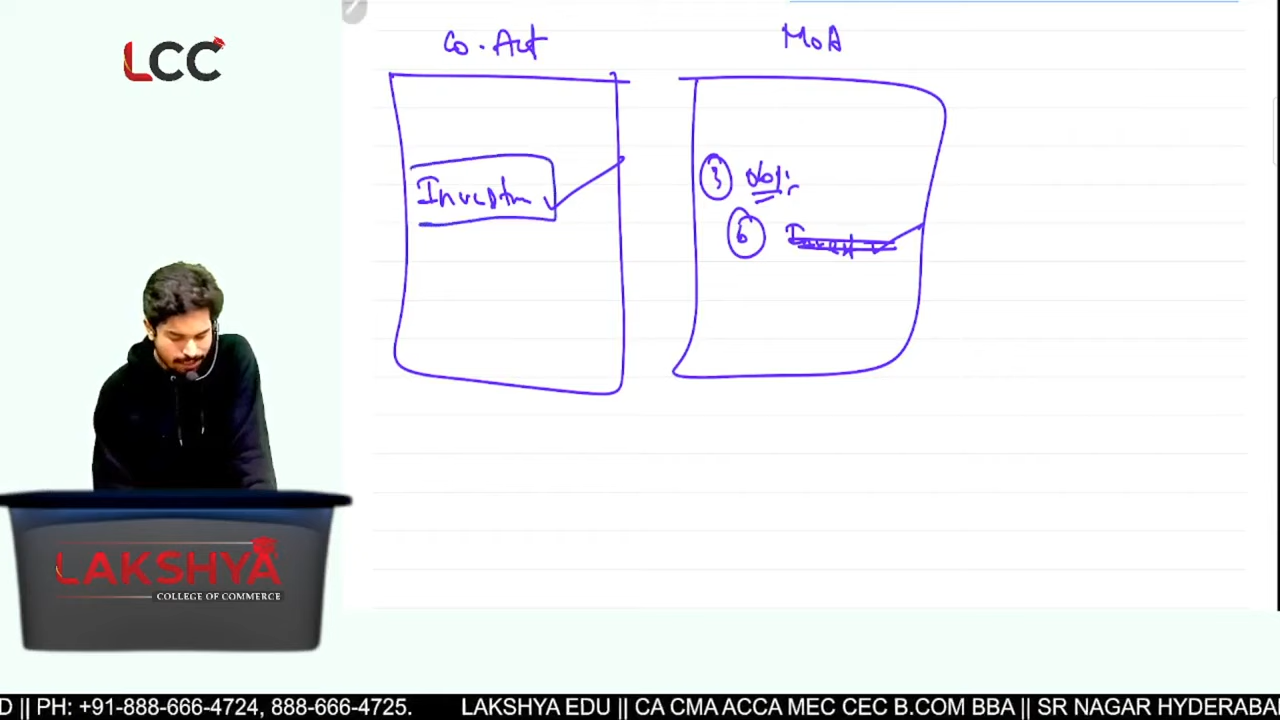 LCC
Co. Act
MoA
3 obj:
6
LAKSHYA
COLLEGE OF COMMERCE
D || PH: +91-888-666-4724, 888-666-4725. LAKSHYA EDU || CA CMA ACCA MEC CEC B.COM BBA || SR NAGAR HYDERABA